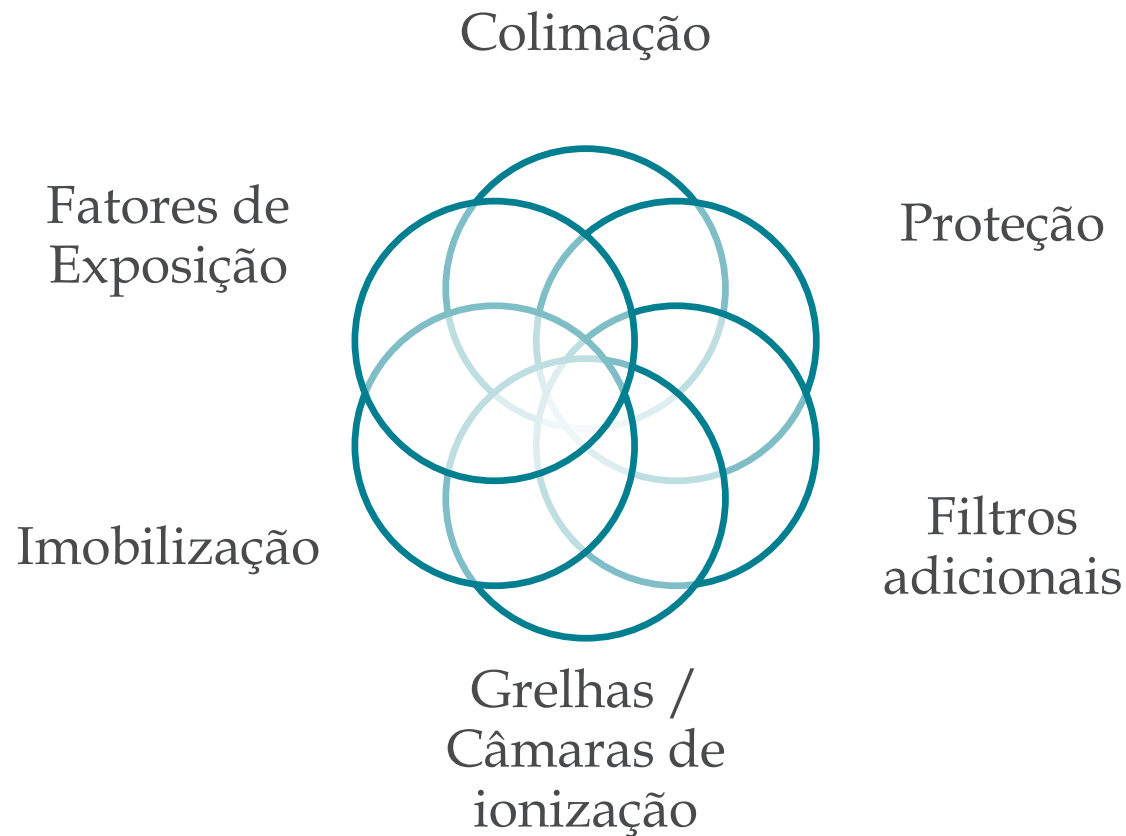 Colimação
Fatores de
Exposição
Proteção
Imobilização
Filtros
adicionais
Grelhas /
Câmaras de
ionização